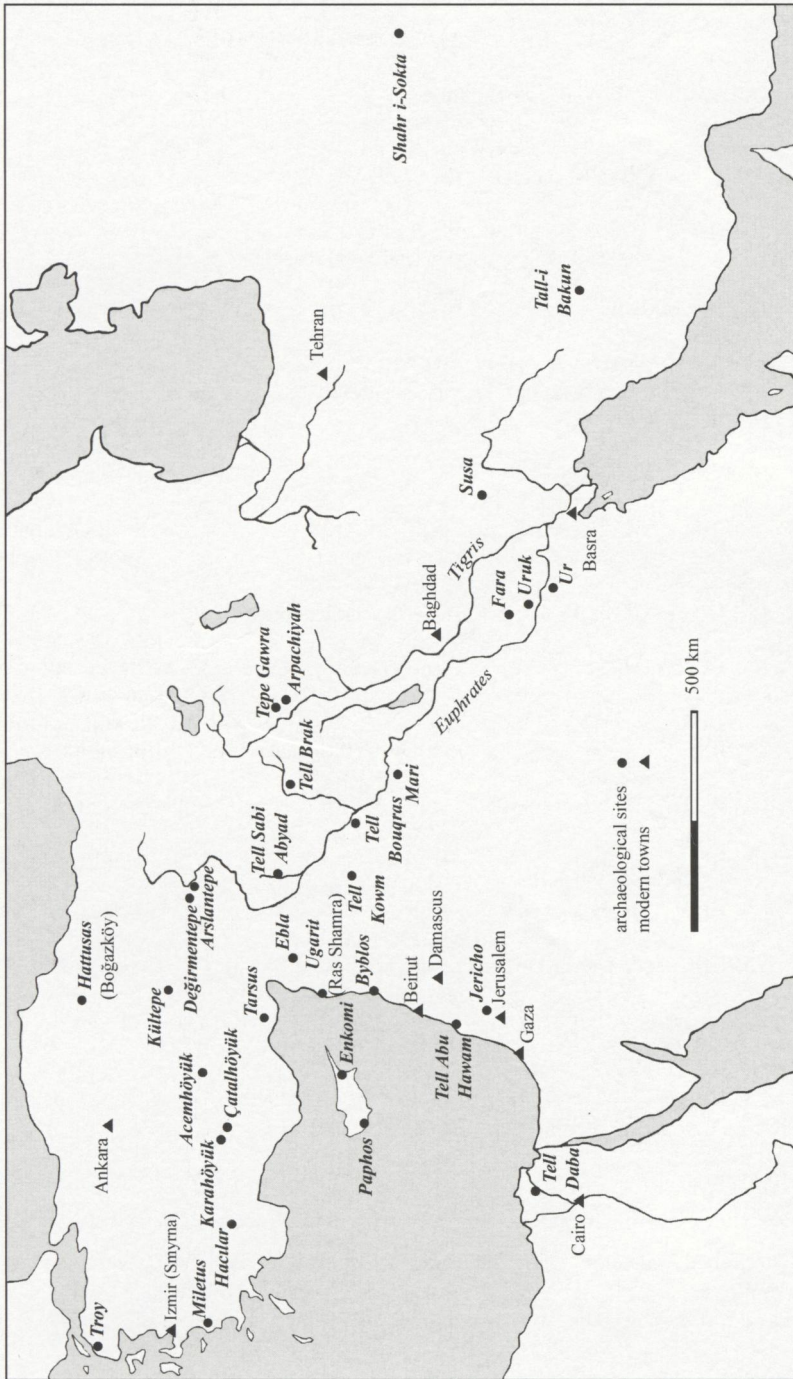 Troy
Izmir (Smyrna)
Miletus
Hacılar
Ankara
Karahöyük
Çatalhöyük
Acemhöyük
Kültepe
Hattusas
(Boğazköy)
Değirmentepe
Arslantepe
Tarsus
Ebla
Ugarit
(Ras Shamra)
Enkomi
Paphos
Byblos
Beirut
Damascus
Tell Abu
Hawam
Jericho
Jerusalem
Gaza
Tell
Daba
Cairo
Tell Sabi
Abyad
Tell
Kowm
Tell
Bouqras
Mari
Tell Brak
Tepe Gawra
Arpachiyah
Euphrates
Tigris
Baghdad
Fara
Uruk
Ur
Basra
Susa
Tehran
Tall-i
Bakun
Shahr i-Sokta
archaeological sites
modern towns
500 km